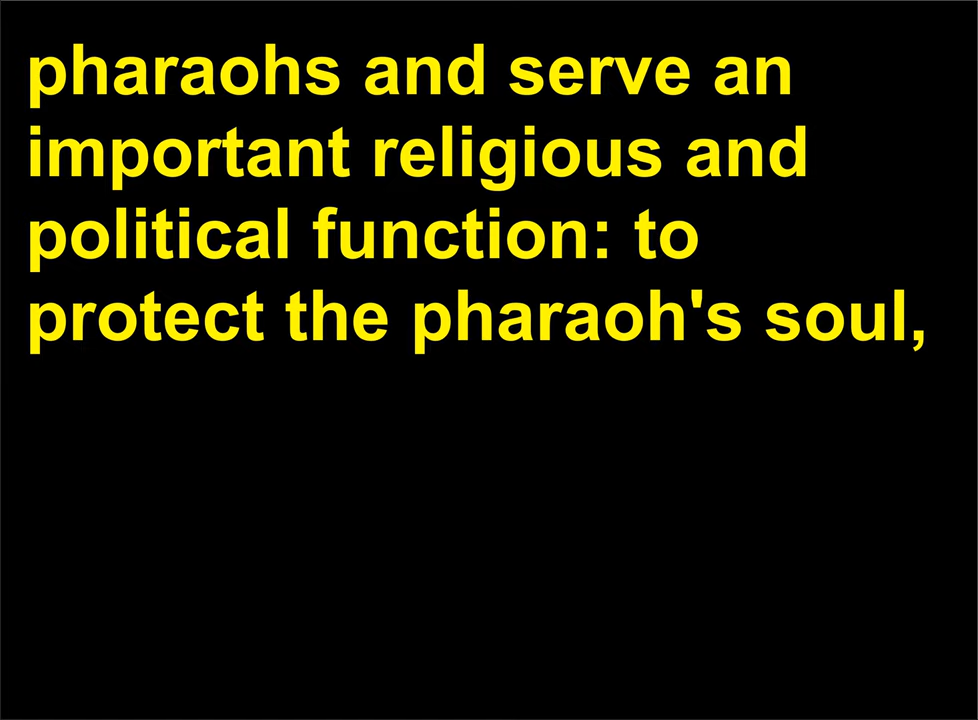 pharaohs and serve an
important religious and
political function: to
protect the pharaoh's soul,